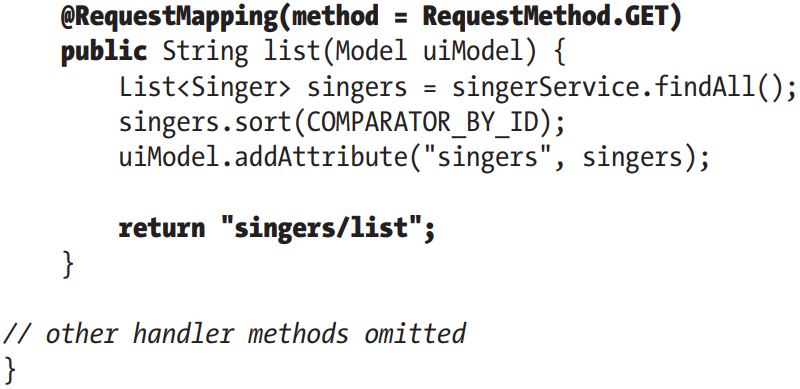 @RequestMapping(method = RequestMethod.GET)
public String list(Model uiModel) {
List<Singer> singers = singerService.findAll();
singers.sort(COMPARATOR_BY_ID);
uiModel.addAttribute("singers", singers);
return "singers/list";
}
// other handler methods omitted
}